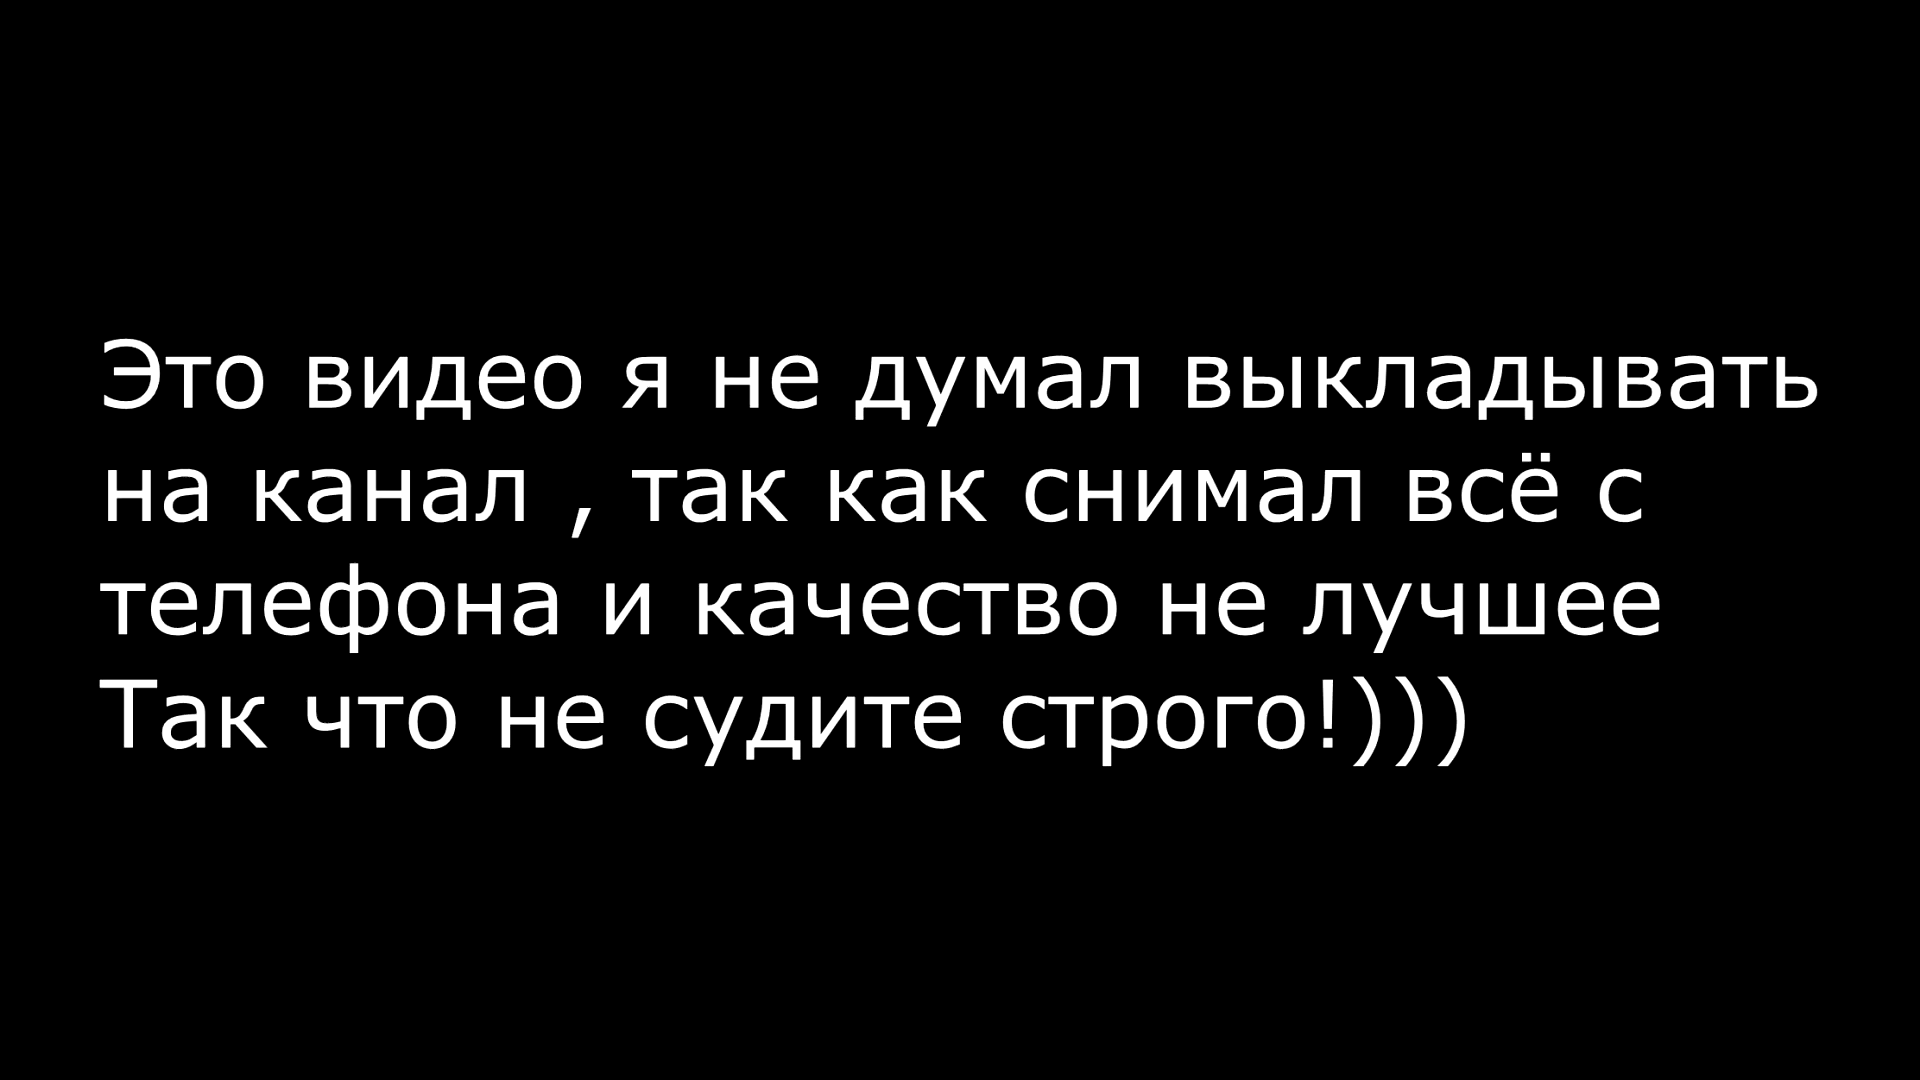 Это видео я не думал выкладывать
на канал , так как снимал всё с
телефона и качество не лучшее
Так что не судите строго!)))